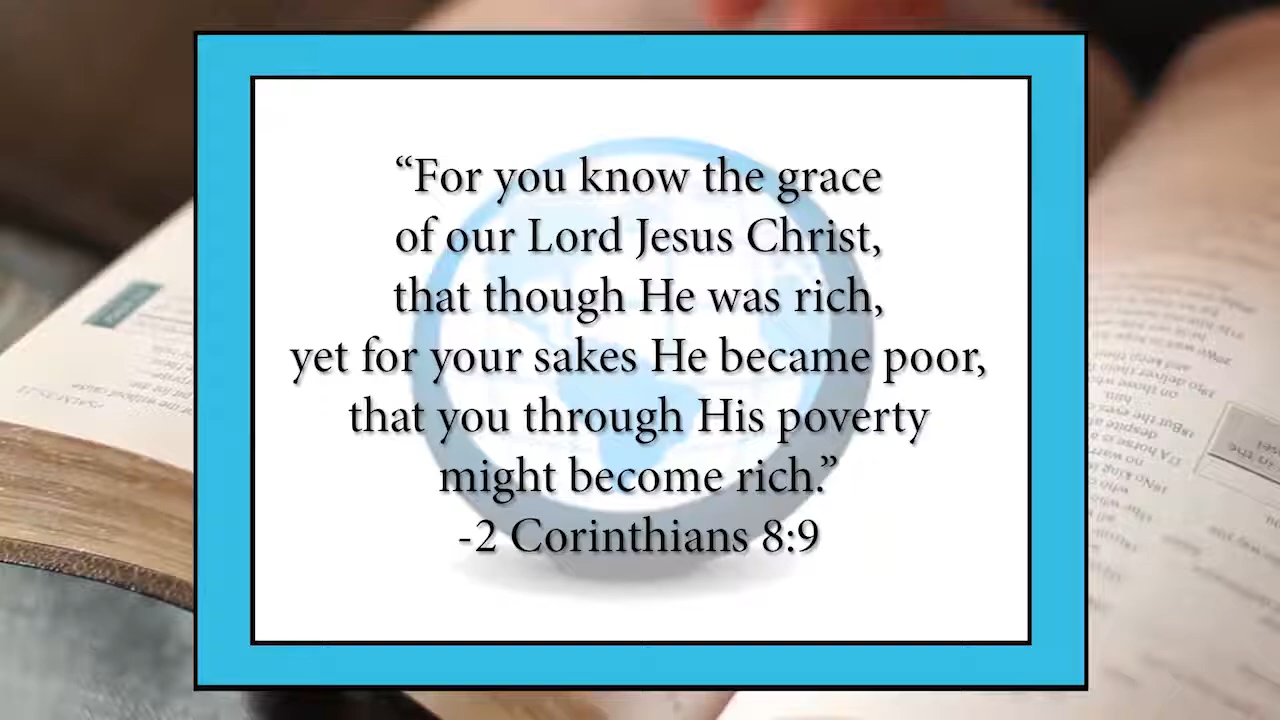 “For you know the grace
of our Lord Jesus Christ,
that though He was rich,
yet for your sakes He became poor,
that you through His poverty
might become rich.”
-2 Corinthians 8:9